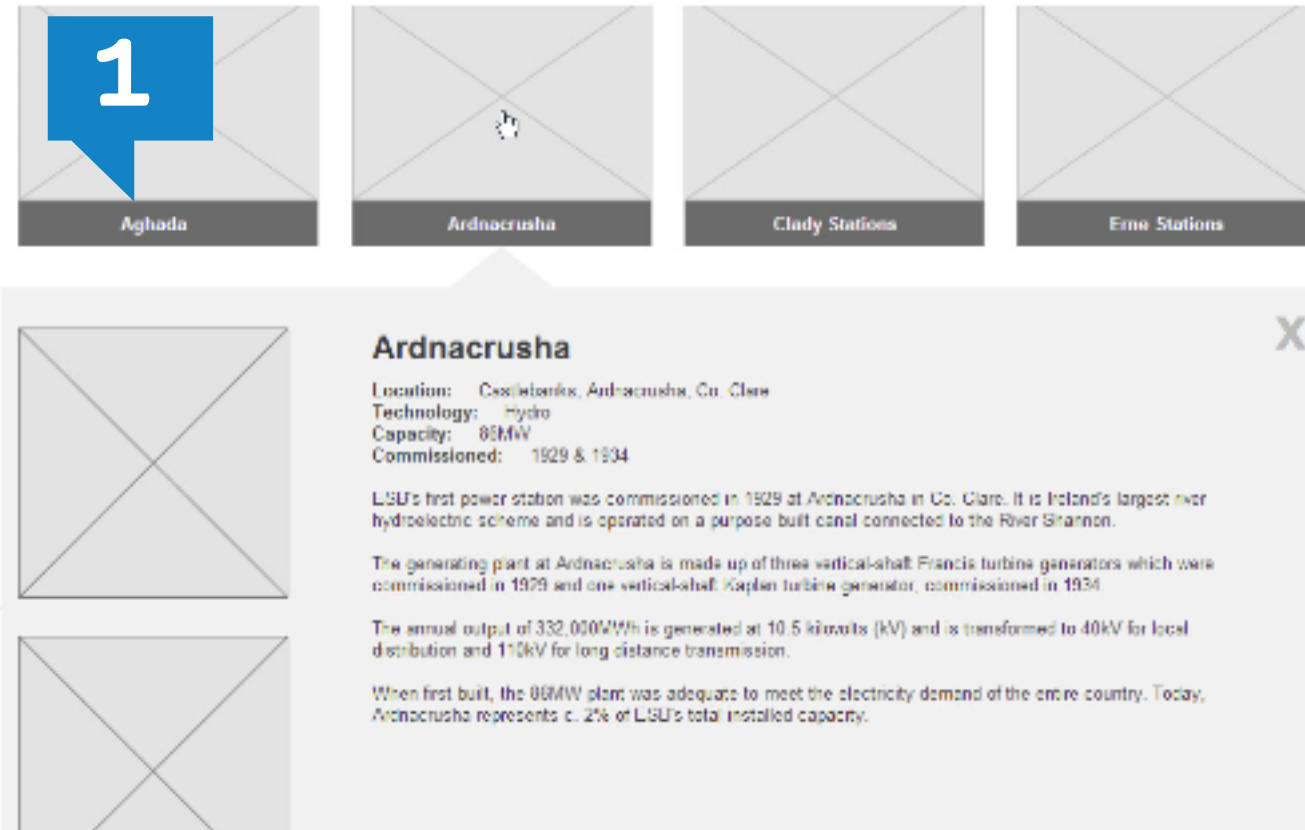 1
Aghada
Ardnacrusha
Clady Stations
Erne Stations
X
Ardnacrusha
Location: Castlebanks, Ardnacrusha, Co. Clare
Technology: Hydro
Capacity: 86MW
Commissioned: 1929 & 1934
ESB's first power station was commissioned in 1929 at Ardnacrusha in Co. Clare. It is Ireland's largest river
hydroelectric scheme and is operated on a purpose built canal connected to the River Shannon.
The generating plant at Ardnacrusha is made up of three vertical-shaft Francis turbine generators which were
commissioned in 1929 and one vertical-shaft Kaplan turbine generator, commissioned in 1934.
The annual output of 332,000MWh is generated at 10.5 kilovolts (kV) and is transformed to 40kV for local
distribution and 110kV for long distance transmission.
When first built, the 86MW plant was adequate to meet the electricity demand of the entire country. Today,
Ardnacrusha represents c. 2% of ESB's total installed capacity.